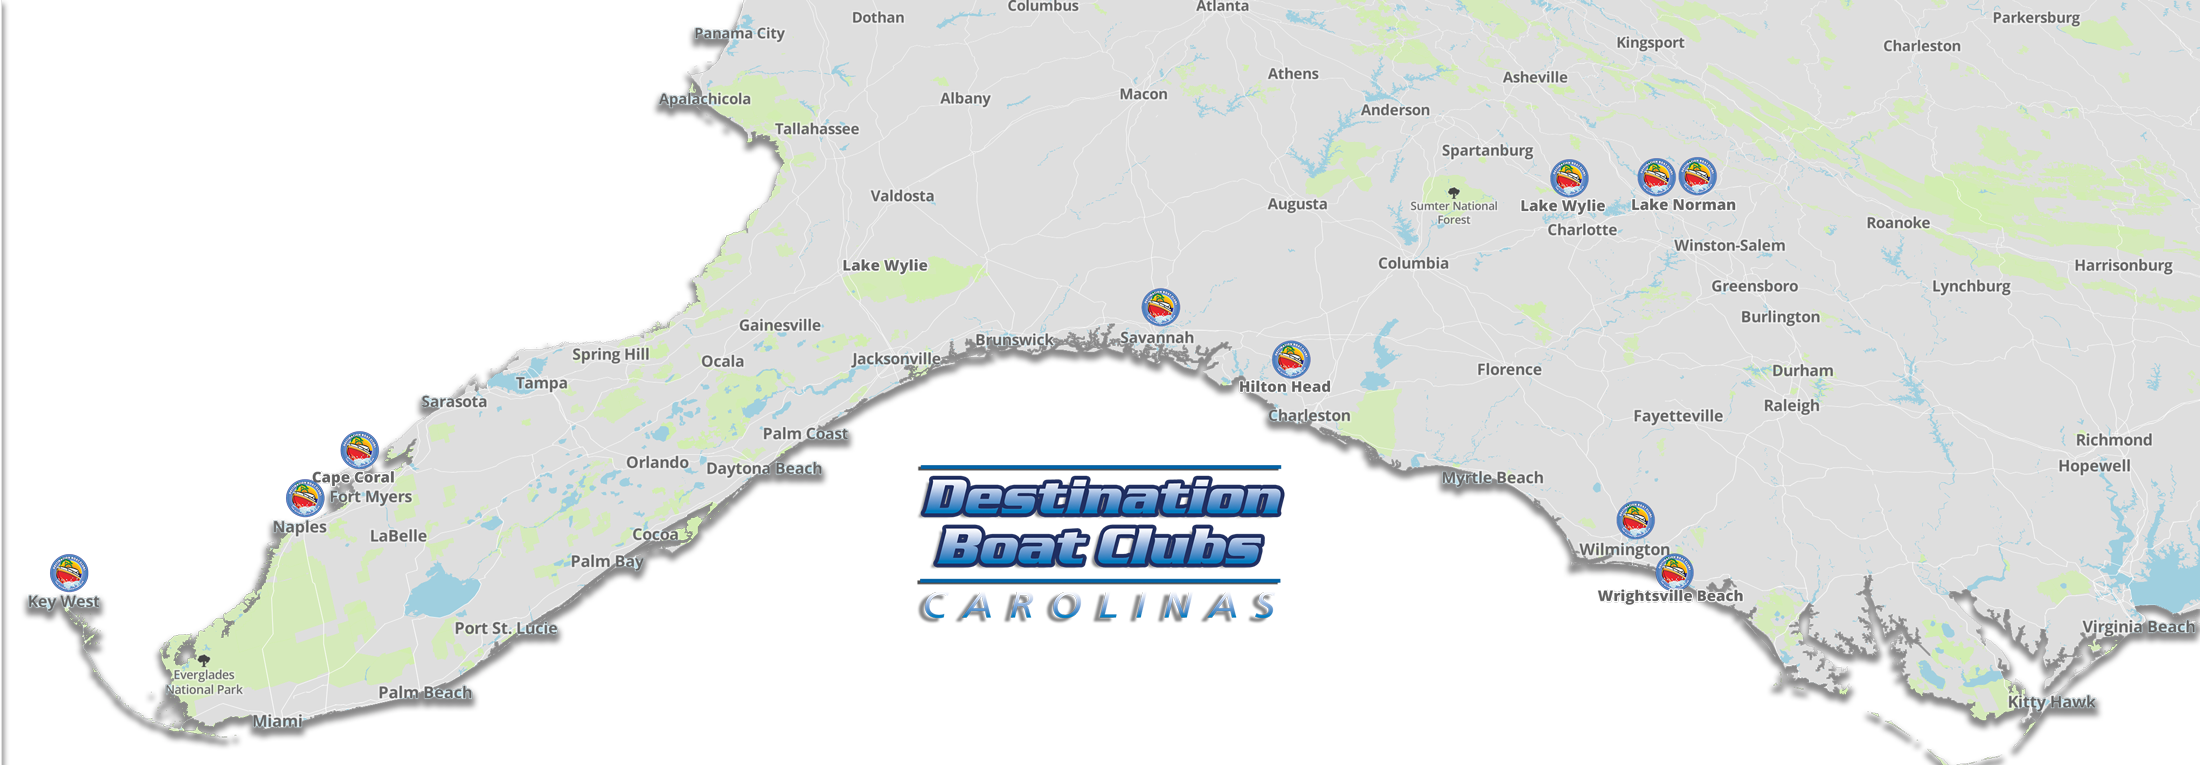 Columbus
Atlanta
Dothan
Parkersburg
Panama City
Kingsport
Charleston
Athens
Asheville
Macon
Albany
Apalachicola
Anderson
Tallahassee
Spartanburg
Valdosta
Augusta
Sumter National
Forest
Lake Wylie
Lake Norman
Charlotte
Roanoke
Winston-Salem
Lake Wylie
Columbia
Harrisonburg
Greensboro
Lynchburg
Burlington
Gainesville
Brunswick
Savannah
Spring Hill
Ocala
Jacksonville
Tampa
Florence
Durham
Hilton Head
Sarasota
Charleston
Fayetteville
Raleigh
Palm Coast
Richmond
Hopewell
Orlando
Daytona Beach
Cape Coral
Fort Myers
Myrtle Beach
Naples
LaBelle
Cocoa
Palm Bay
Destination
Boat Clubs
CAROLINAS
Wilmington
Wrightsville Beach
Key West
Port St. Lucie
Virginia Beach
Everglades
National Park
Palm Beach
Miami
Kitty Hawk